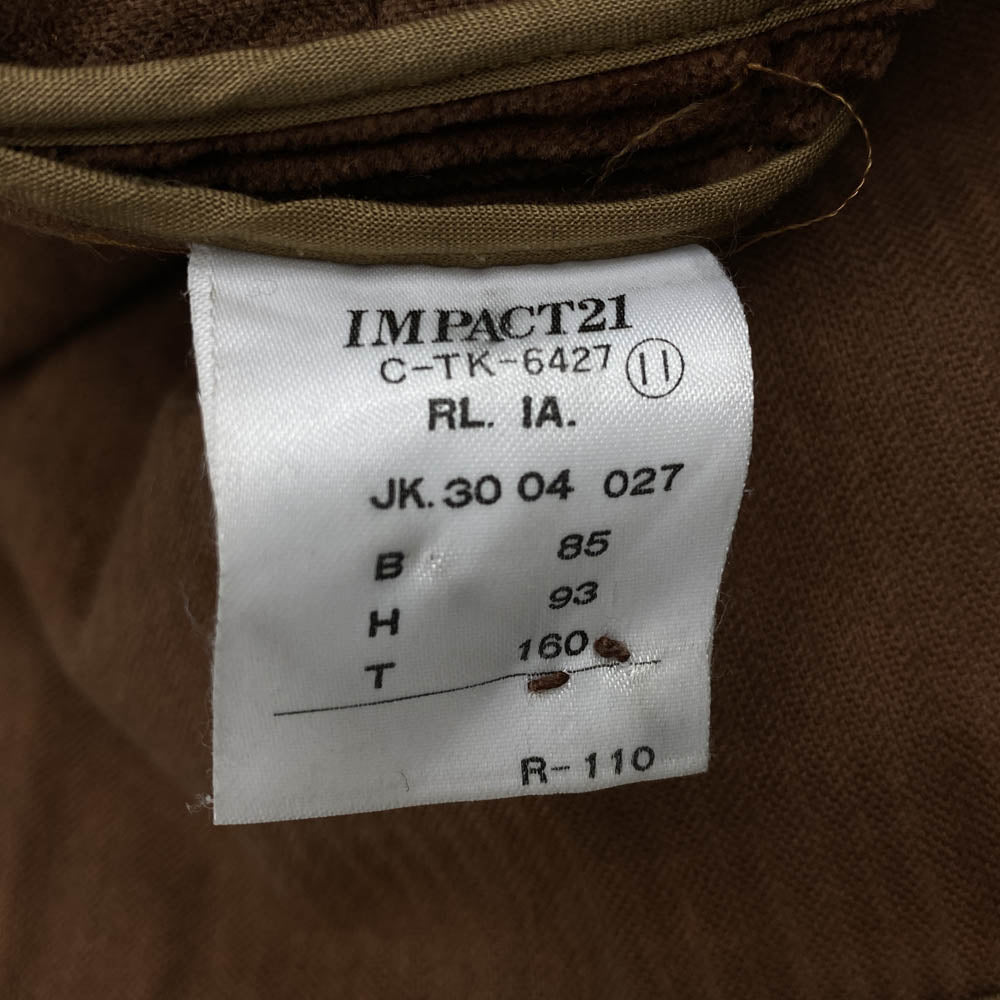 IMPACT21
C-TK-6427 ⑪
RL. IA.
JK. 30 04 027
B 85
H 93
T 160
R-110